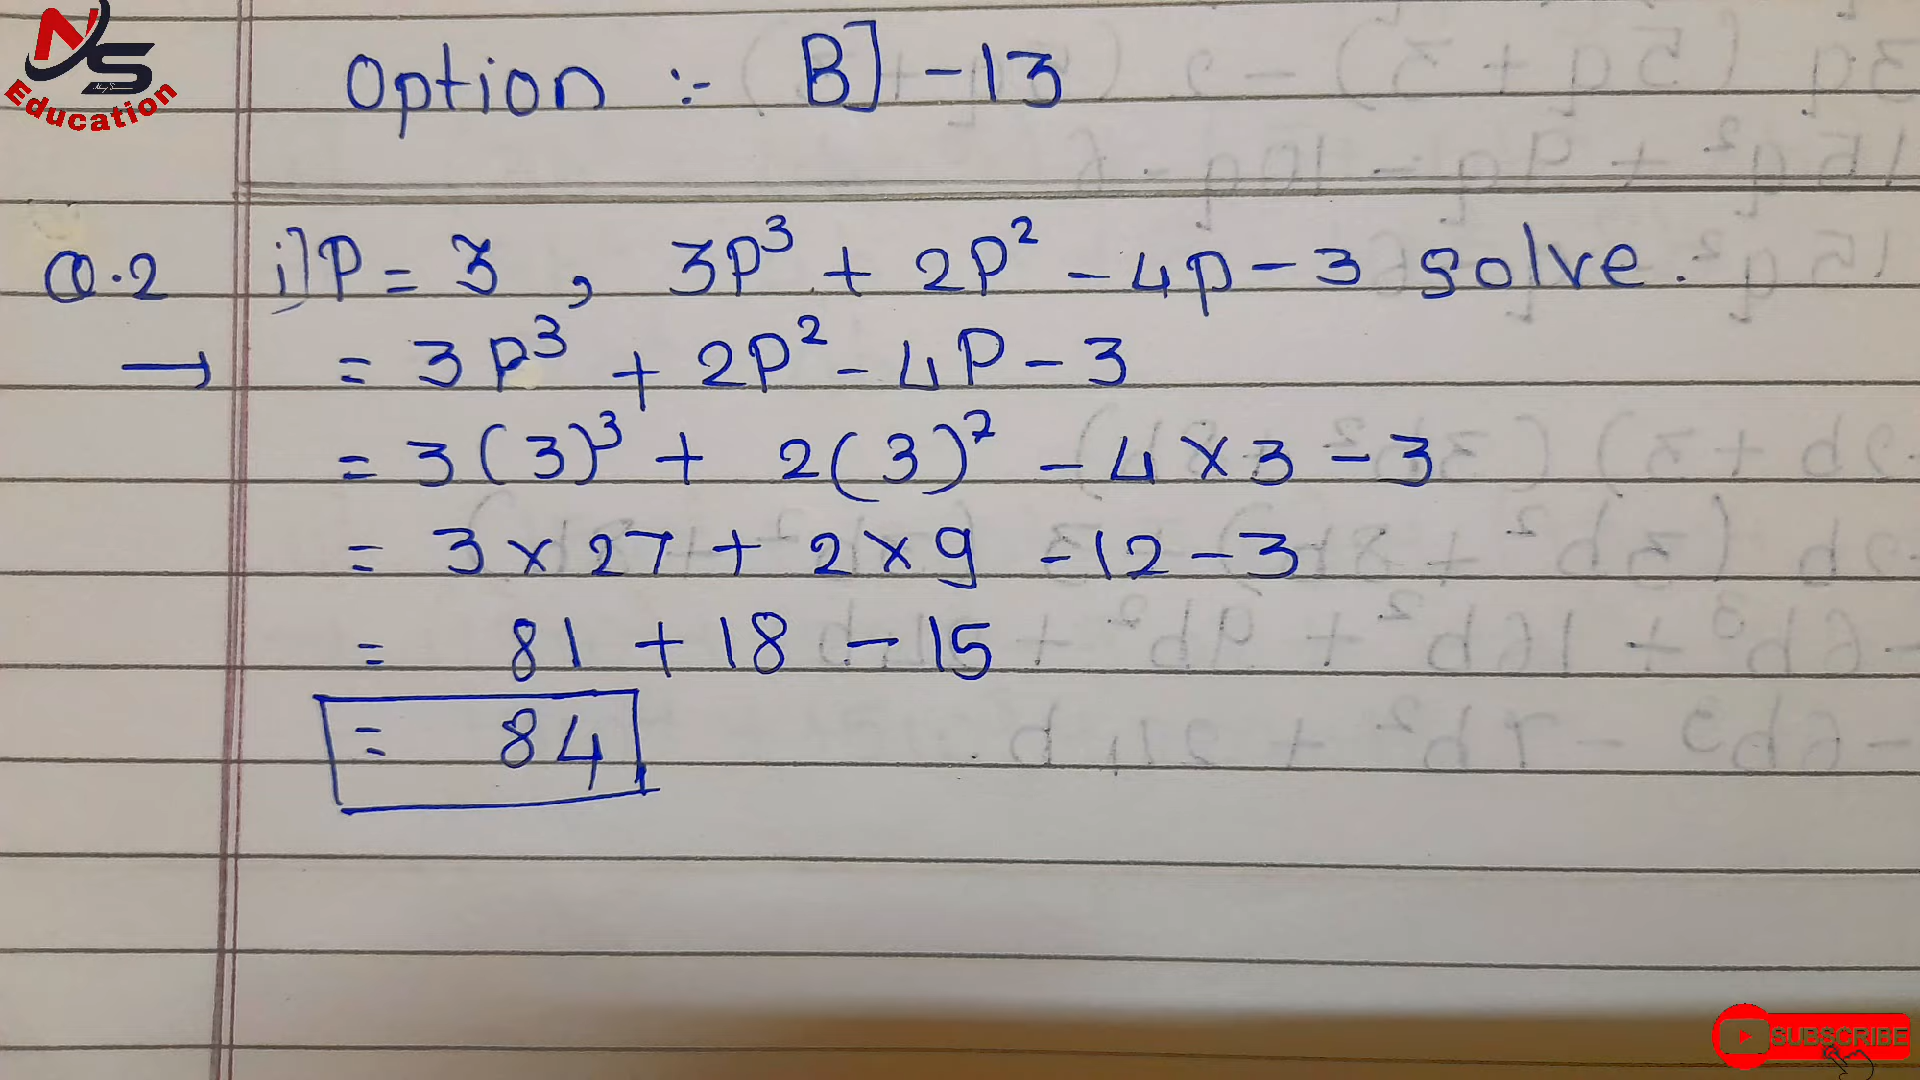 NS
Education
Option :- B] -13
Q.2 i] P = 3 , 3P³ + 2P² - 4P - 3 solve.
→ = 3P³ + 2P² - 4P - 3
= 3(3)³ + 2(3)² - 4 × 3 - 3
= 3 × 27 + 2 × 9 - 12 - 3
= 81 + 18 - 15
= 84
SUBSCRIBE